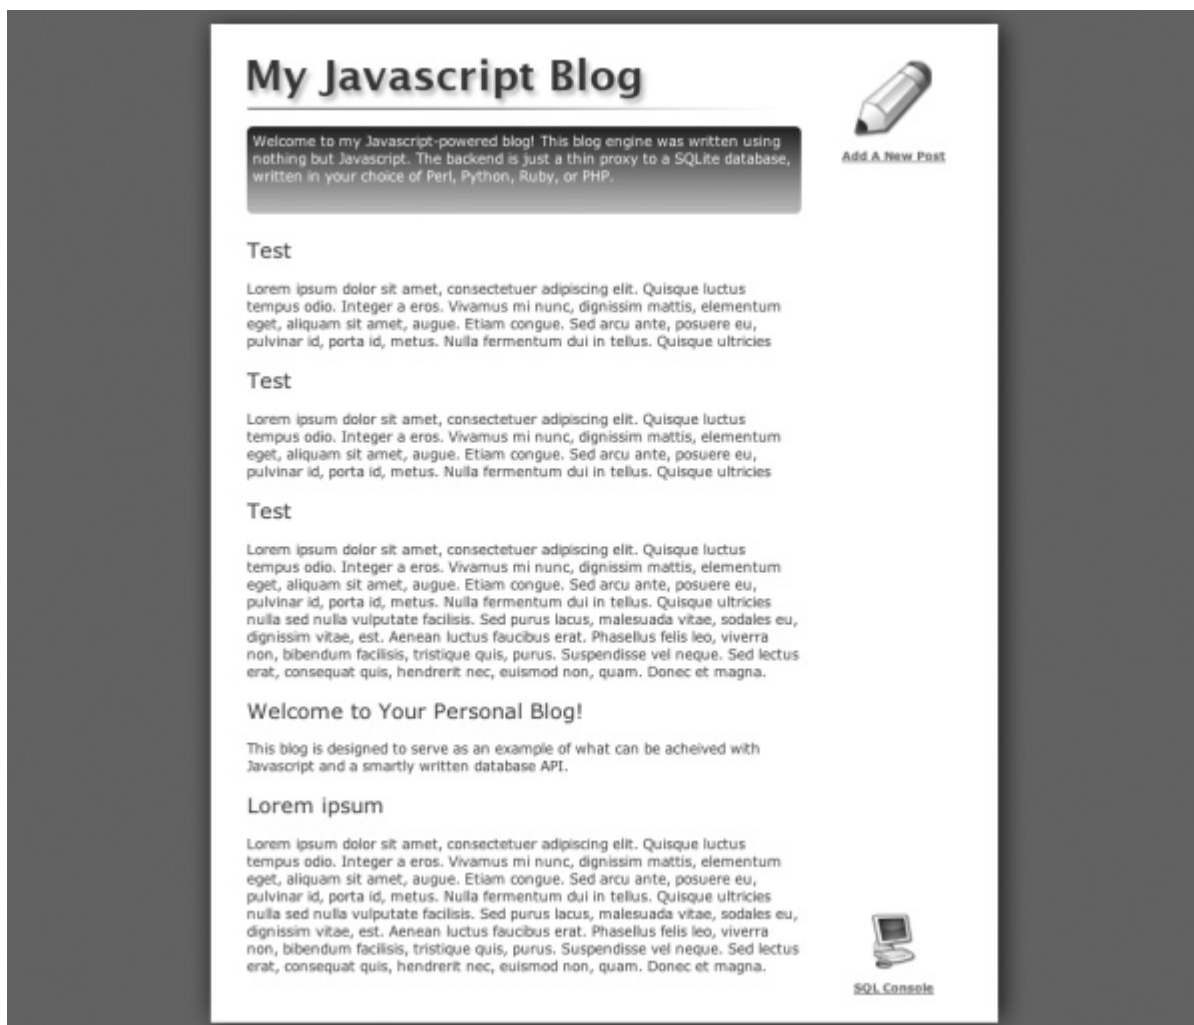 My Javascript Blog
Add A New Post
Welcome to my Javascript-powered blog! This blog engine was written using
nothing but Javascript. The backend is just a thin proxy to a SQLite database,
written in your choice of Perl, Python, Ruby, or PHP.
Test
Lorem ipsum dolor sit amet, consectetuer adipiscing elit. Quisque luctus
tempus odio. Integer a eros. Vivamus mi nunc, dignissim mattis, elementum
eget, aliquam sit amet, augue. Etiam congue. Sed arcu ante, posuere eu,
pulvinar id, porta id, metus. Nulla fermentum dui in tellus. Quisque ultricies
Test
Lorem ipsum dolor sit amet, consectetuer adipiscing elit. Quisque luctus
tempus odio. Integer a eros. Vivamus mi nunc, dignissim mattis, elementum
eget, aliquam sit amet, augue. Etiam congue. Sed arcu ante, posuere eu,
pulvinar id, porta id, metus. Nulla fermentum dui in tellus. Quisque ultricies
Test
Lorem ipsum dolor sit amet, consectetuer adipiscing elit. Quisque luctus
tempus odio. Integer a eros. Vivamus mi nunc, dignissim mattis, elementum
eget, aliquam sit amet, augue. Etiam congue. Sed arcu ante, posuere eu,
pulvinar id, porta id, metus. Nulla fermentum dui in tellus. Quisque ultricies
nulla sed nulla vulputate facilisis. Sed purus lacus, malesuada vitae, sodales eu,
dignissim vitae, est. Aenean luctus faucibus erat. Phasellus felis leo, viverra
non, bibendum facilisis, tristique quis, purus. Suspendisse vel neque. Sed lectus
erat, consequat quis, hendrerit nec, euismod non, quam. Donec et magna.
Welcome to Your Personal Blog!
This blog is designed to serve as an example of what can be acheived with
Javascript and a smartly written database API.
Lorem ipsum
Lorem ipsum dolor sit amet, consectetuer adipiscing elit. Quisque luctus
tempus odio. Integer a eros. Vivamus mi nunc, dignissim mattis, elementum
eget, aliquam sit amet, augue. Etiam congue. Sed arcu ante, posuere eu,
pulvinar id, porta id, metus. Nulla fermentum dui in tellus. Quisque ultricies
nulla sed nulla vulputate facilisis. Sed purus lacus, malesuada vitae, sodales eu,
dignissim vitae, est. Aenean luctus faucibus erat. Phasellus felis leo, viverra
non, bibendum facilisis, tristique quis, purus. Suspendisse vel neque. Sed lectus
erat, consequat quis, hendrerit nec, euismod non, quam. Donec et magna.
SQL Console